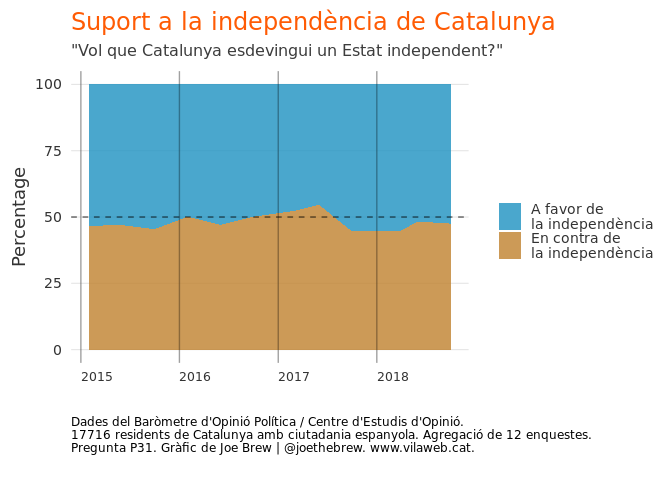 Suport a la independència de Catalunya
"Vol que Catalunya esdevingui un Estat independent?"
Percentage
100
75
50
25
0
2015
2016
2017
2018
A favor de
la independència
En contra de
la independència
Dades del Baròmetre d'Opinió Política / Centre d'Estudis d'Opinió.
17716 residents de Catalunya amb ciutadania espanyola. Agregació de 12 enquestes.
Pregunta P31. Gràfic de Joe Brew | @joethebrew. www.vilaweb.cat.